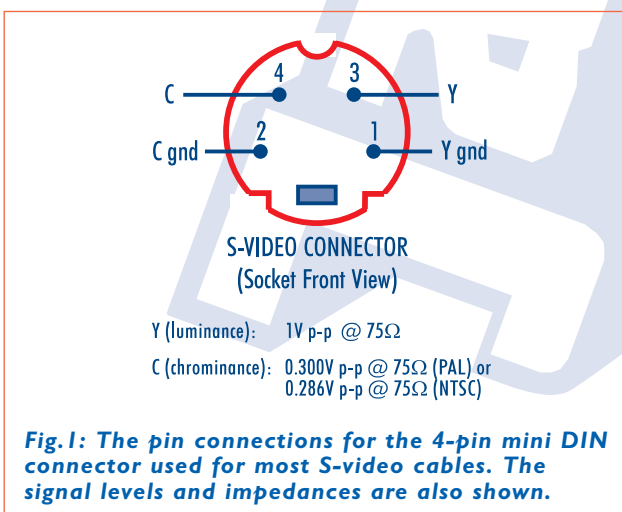 4 3
C Y
2 1
C gnd Y gnd
S-VIDEO CONNECTOR
(Socket Front View)
Y (luminance): 1V p-p @ 75Ω
C (chrominance): 0.300V p-p @ 75Ω (PAL) or
0.286V p-p @ 75Ω (NTSC)
Fig.1: The pin connections for the 4-pin mini DIN
connector used for most S-video cables. The
signal levels and impedances are also shown.